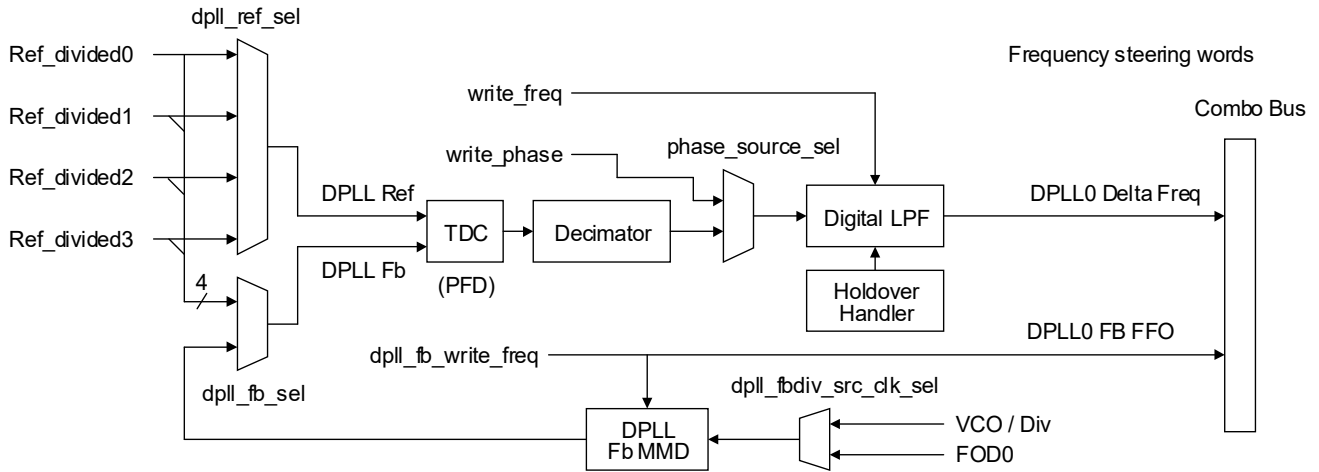 dpll_ref_sel
Ref_divided0
Ref_divided1
Ref_divided2
Ref_divided3
4
dpll_fb_sel
DPLL Ref
DPLL Fb
TDC
(PFD)
Decimator
write_freq
write_phase
phase_source_sel
Digital LPF
Holdover
Handler
Frequency steering words
Combo Bus
DPLL0 Delta Freq
DPLL0 FB FFO
dpll_fb_write_freq
dpll_fbdiv_src_clk_sel
DPLL
Fb MMD
VCO / Div
FOD0